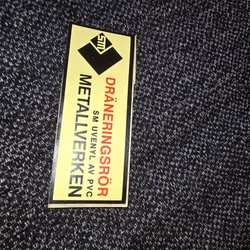 SM
DRÄNERINGSRÖR
SM UVENYL AV PVC
METALLVERKEN